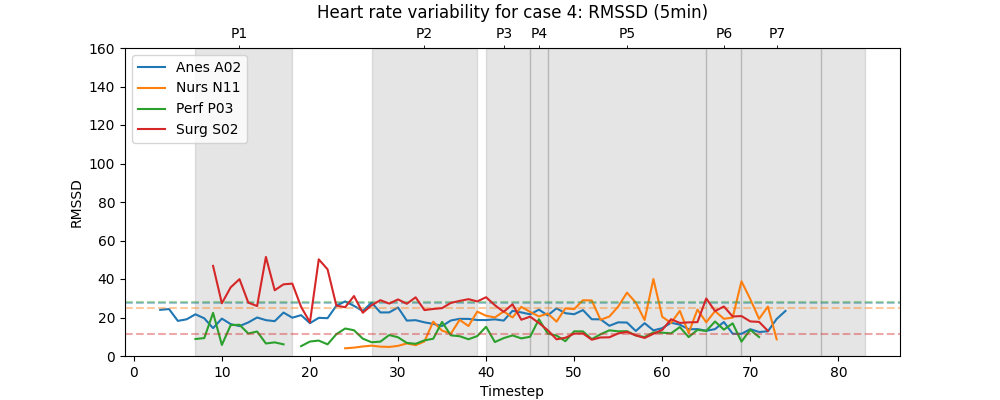 Heart rate variability for case 4: RMSSD (5min)
P1 P2 P3 P4 P5 P6 P7
160
140
120
100
80
60
40
20
0
RMSSD
Anes A02
Nurs N11
Perf P03
Surg S02
0 10 20 30 40 50 60 70 80
Timestep